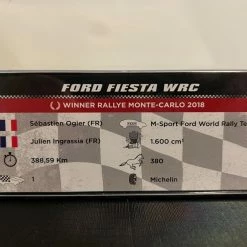 FORD FIESTA WRC
WINNER RALLYE MONTE-CARLO 2018
Sébastien Ogier (FR) M-Sport Ford World Rally Te
Julien Ingrassia (FR) 1.600 cm³
388,59 Km 380
1 Michelin